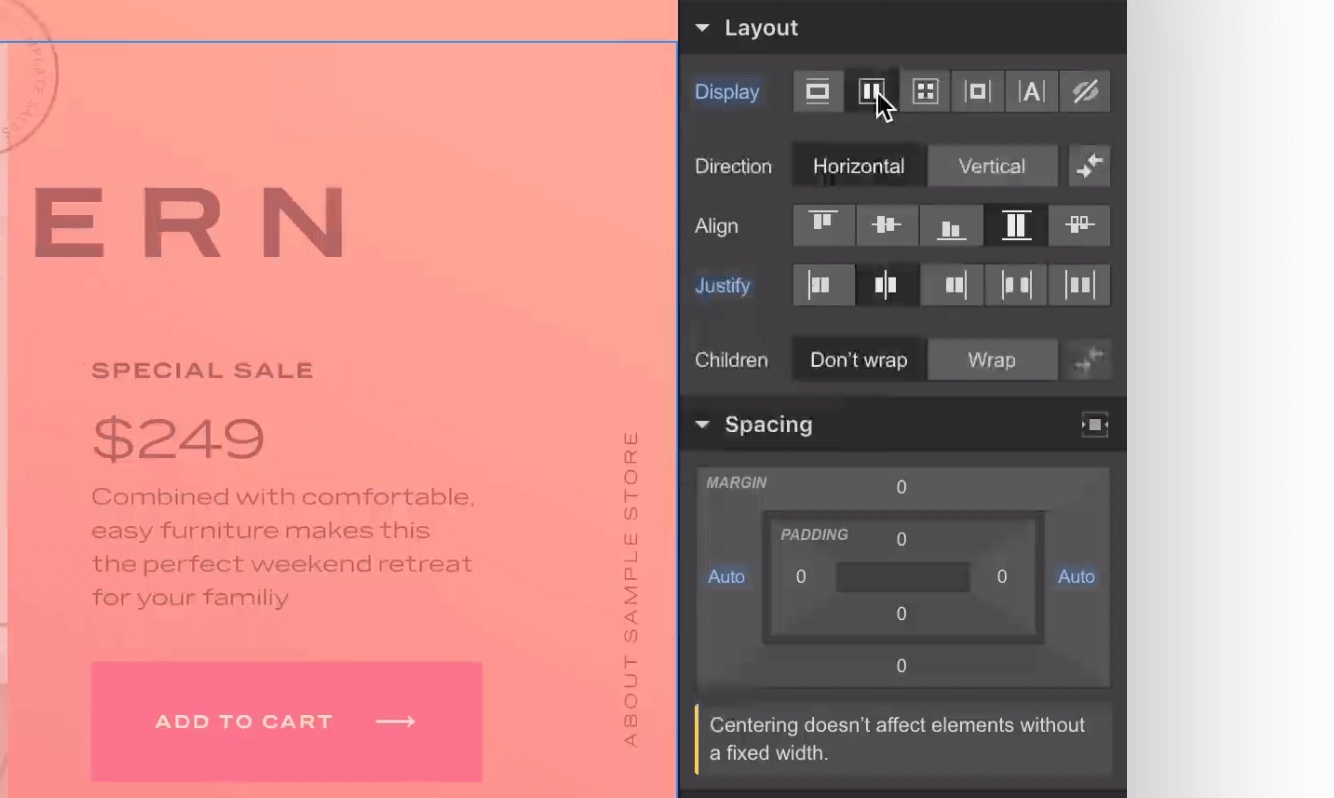 MPLATE SALES
ERN
SPECIAL SALE
$249
Combined with comfortable,
easy furniture makes this
the perfect weekend retreat
for your familiy
ADD TO CART
ABOUT SAMPLE STORE
Layout
Display
Direction
Horizontal
Vertical
Align
Justify
Children
Don’t wrap
Wrap
Spacing
MARGIN
0
PADDING
0
Auto
0
0
Auto
0
0
Centering doesn’t affect elements without
a fixed width.